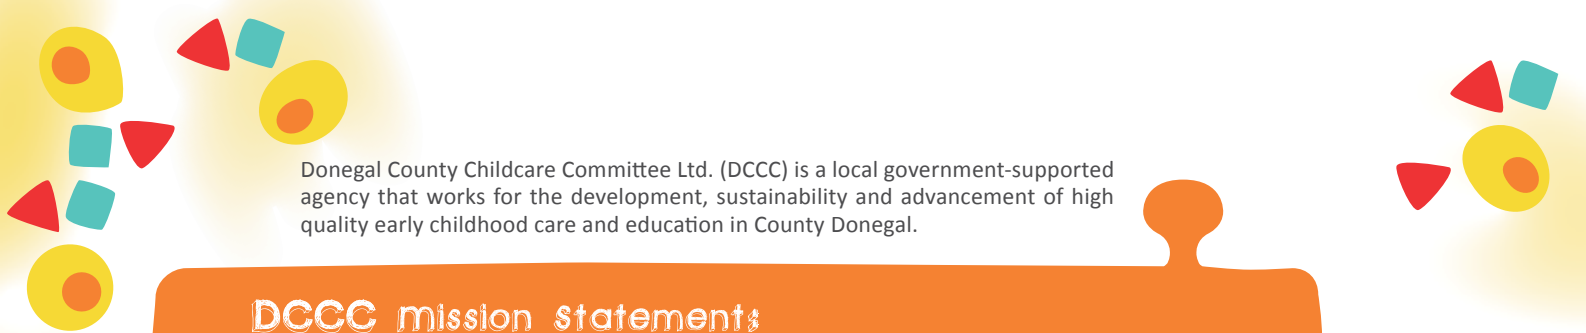 Donegal County Childcare Committee Ltd. (DCCC) is a local government-supported
agency that works for the development, sustainability and advancement of high
quality early childhood care and education in County Donegal.
DCCC mission statement: